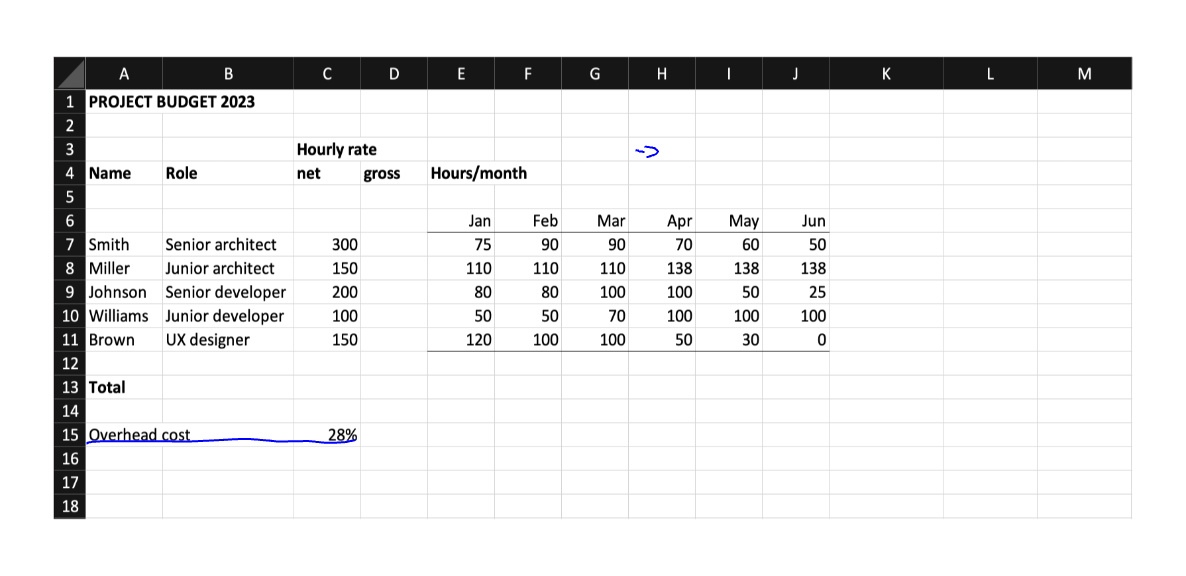 A B C D E F G H I J K L M
1 PROJECT BUDGET 2023
2
3 Hourly rate
4 Name Role net gross Hours/month
5
6 Jan Feb Mar Apr May Jun
7 Smith Senior architect 300 75 90 90 70 60 50
8 Miller Junior architect 150 110 110 110 138 138 138
9 Johnson Senior developer 200 80 80 100 100 50 25
10 Williams Junior developer 100 50 50 70 100 100 100
11 Brown UX designer 150 120 100 100 50 30 0
12
13 Total
14
15 Overhead cost 28%
16
17
18